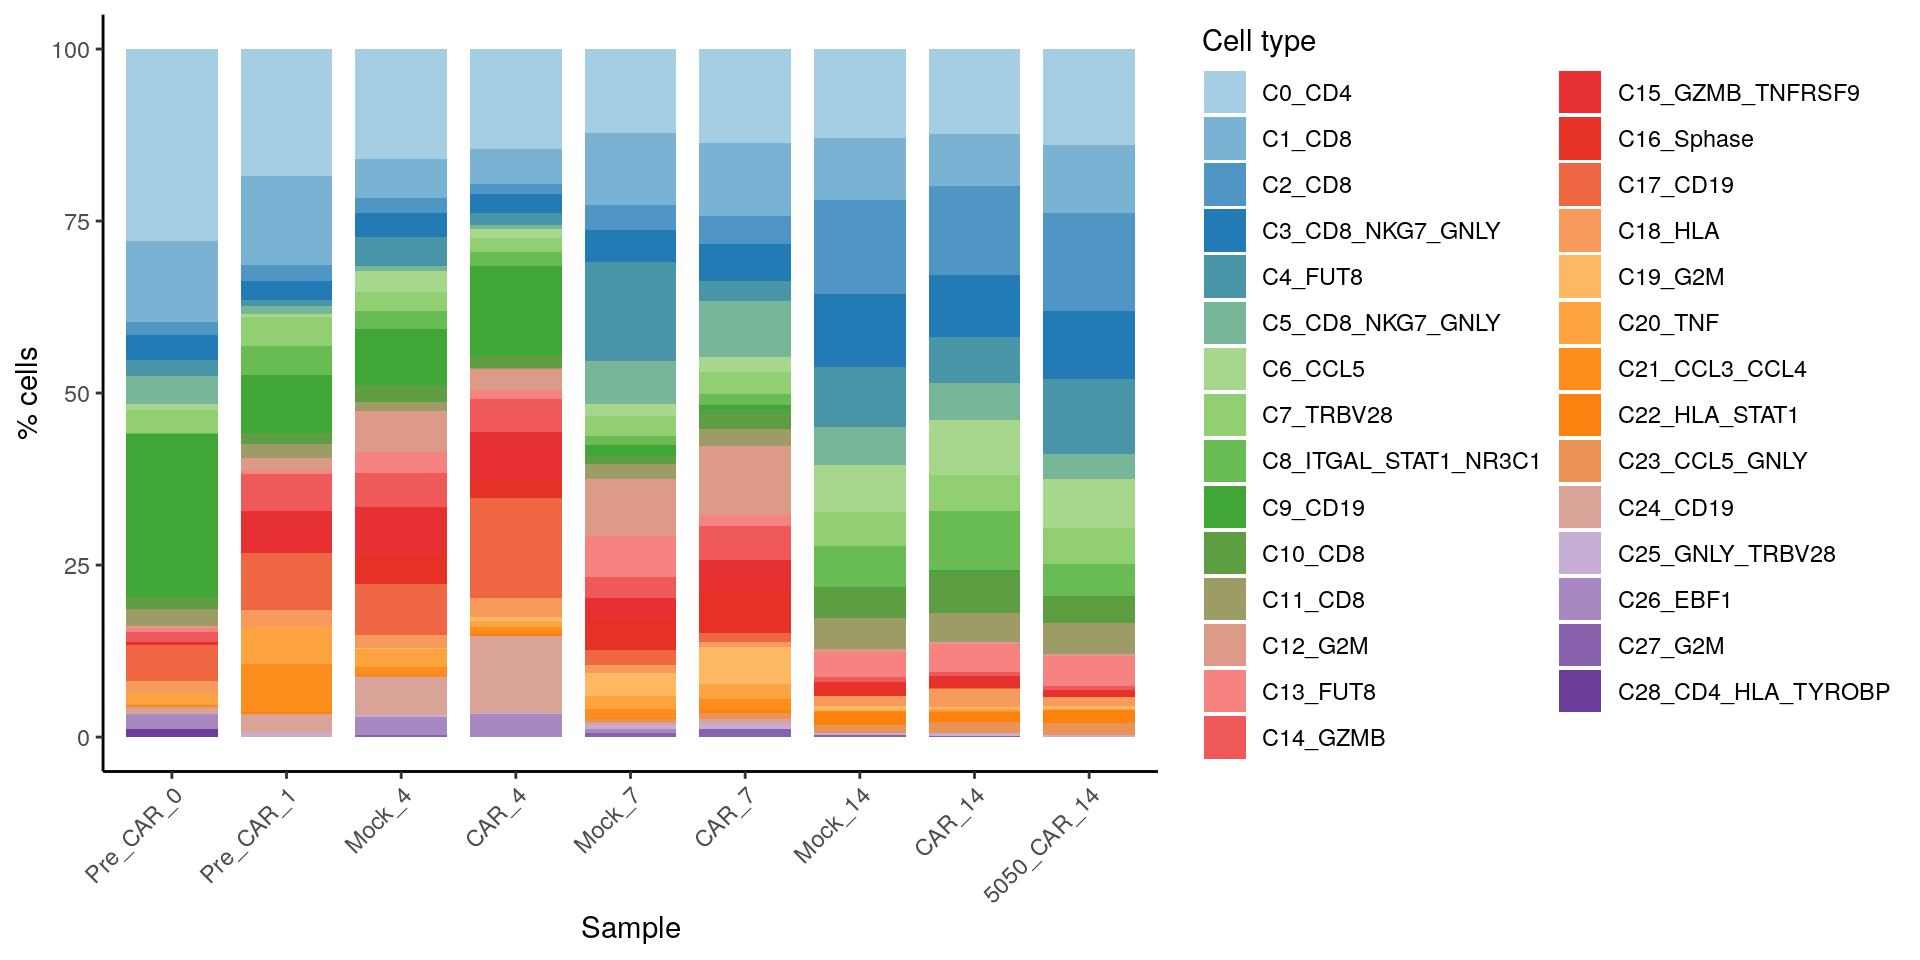 % cells
100
75
50
25
0
Pre_CAR_0
Pre_CAR_1
Mock_4
CAR_4
Mock_7
CAR_7
Mock_14
CAR_14
5050_CAR_14
Sample
Cell type
C0_CD4
C1_CD8
C2_CD8
C3_CD8_NKG7_GNLY
C4_FUT8
C5_CD8_NKG7_GNLY
C6_CCL5
C7_TRBV28
C8_ITGAL_STAT1_NR3C1
C9_CD19
C10_CD8
C11_CD8
C12_G2M
C13_FUT8
C14_GZMB
C15_GZMB_TNFRSF9
C16_Sphase
C17_CD19
C18_HLA
C19_G2M
C20_TNF
C21_CCL3_CCL4
C22_HLA_STAT1
C23_CCL5_GNLY
C24_CD19
C25_GNLY_TRBV28
C26_EBF1
C27_G2M
C28_CD4_HLA_TYROBP